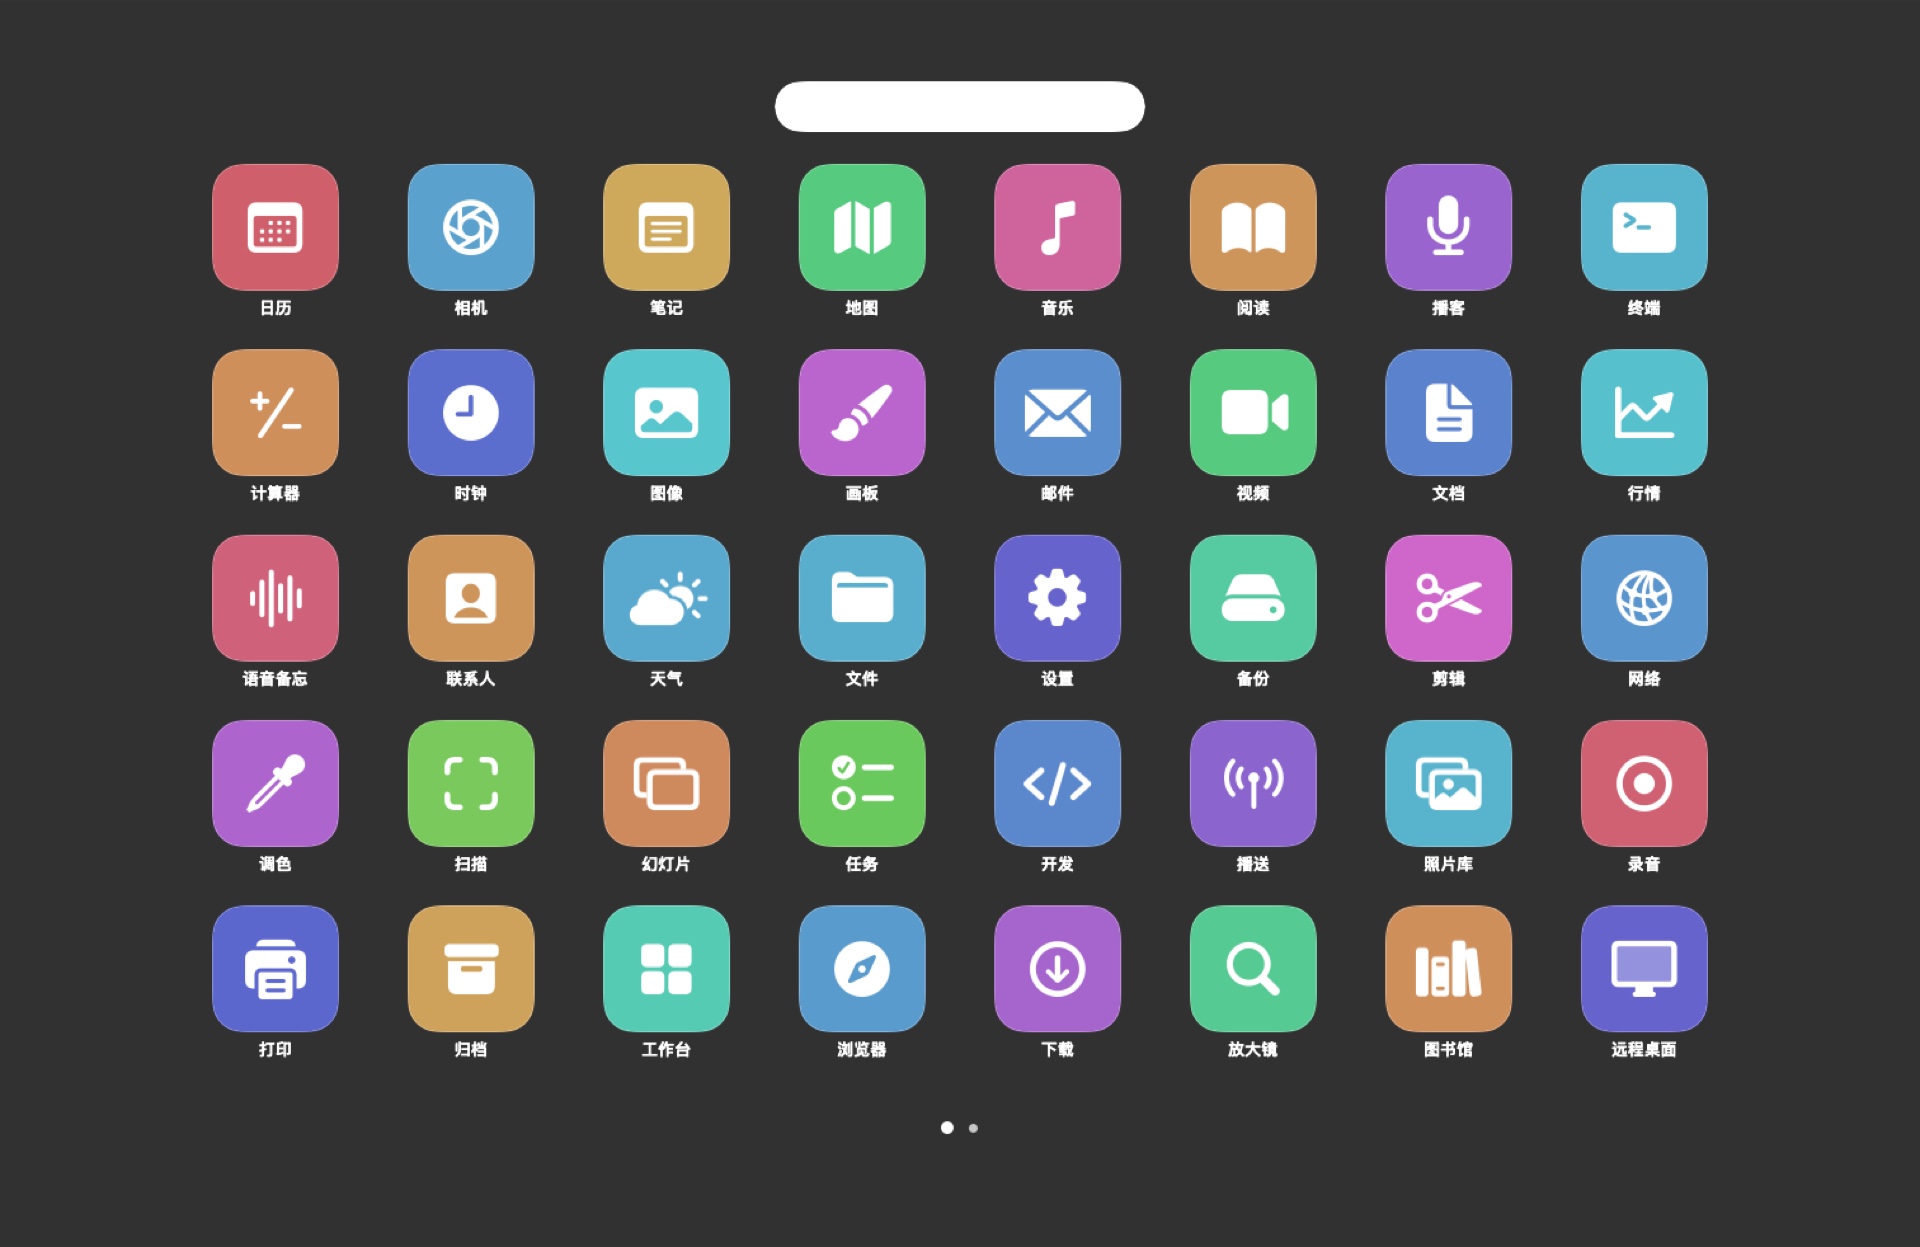 日历
相机
笔记
地图
音乐
阅读
播客
终端
计算器
时钟
图像
画板
邮件
视频
文档
行情
语音备忘
联系人
天气
文件
设置
备份
剪辑
网络
调色
扫描
幻灯片
任务
开发
播送
照片库
录音
打印
归档
工作台
浏览器
下载
放大镜
图书馆
远程桌面